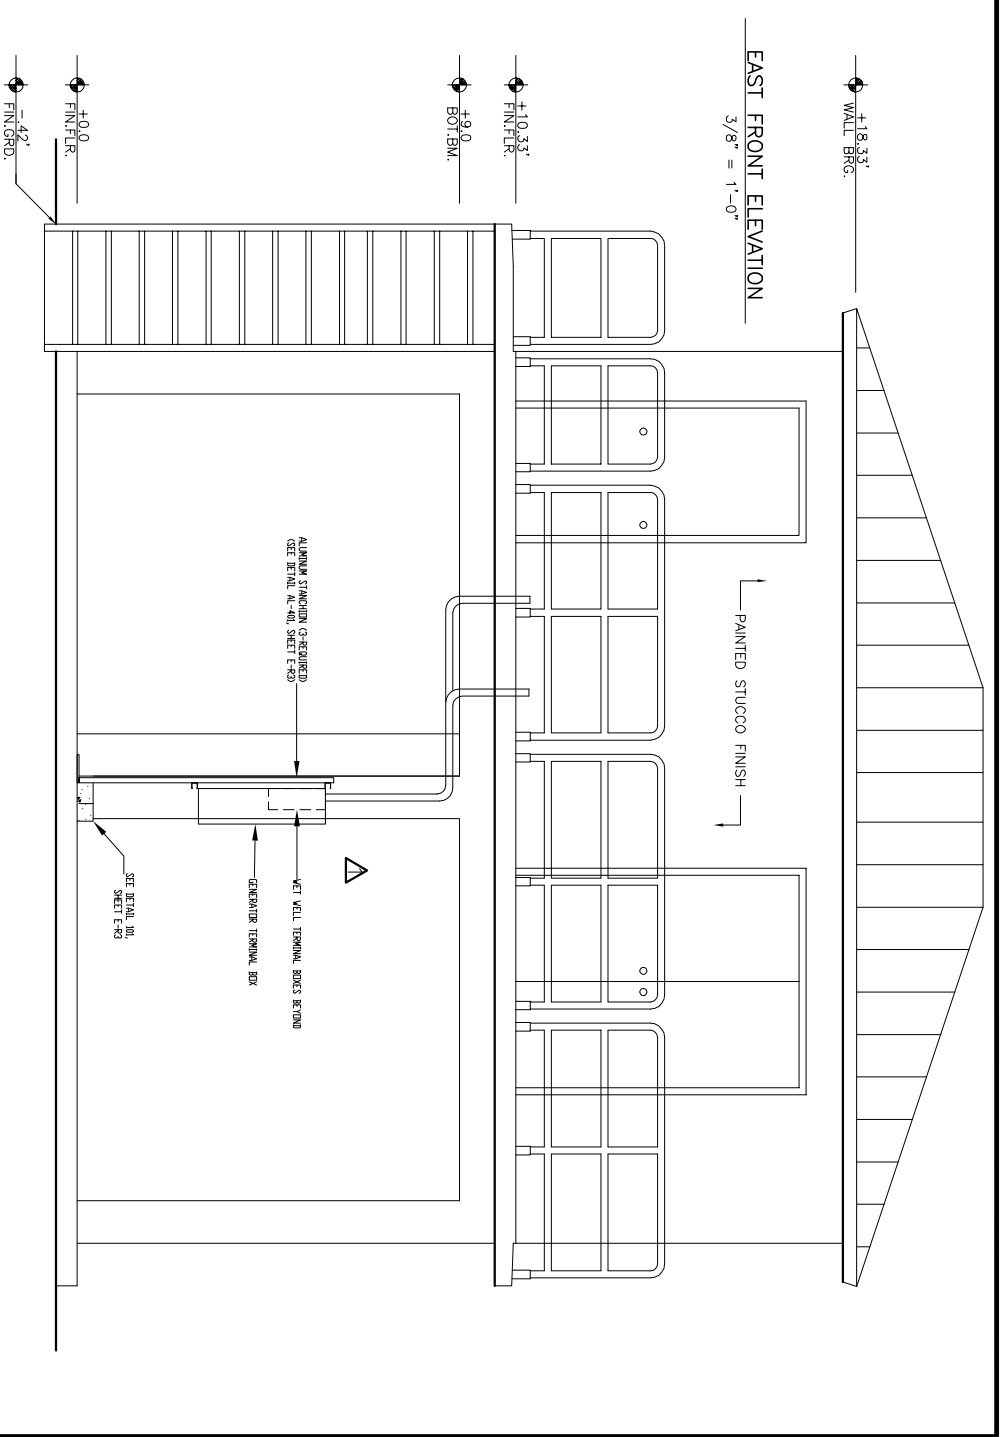 EAST FRONT ELEVATION
3/8" = 1'-0"
+18.33'
WALL BRG.
+10.33'
FIN.FLR.
+9.0
BOT.BM.
+0.0
FIN.FLR.
-.42'
FIN.GRD.
PAINTED STUCCO FINISH
ALUMINUM STANCHION (3-REQUIRED)
(SEE DETAIL AL-401, SHEET E-R3)
WET WELL TERMINAL BOXES BEYOND
GENERATOR TERMINAL BOX
SEE DETAIL 101,
SHEET E-R3
1